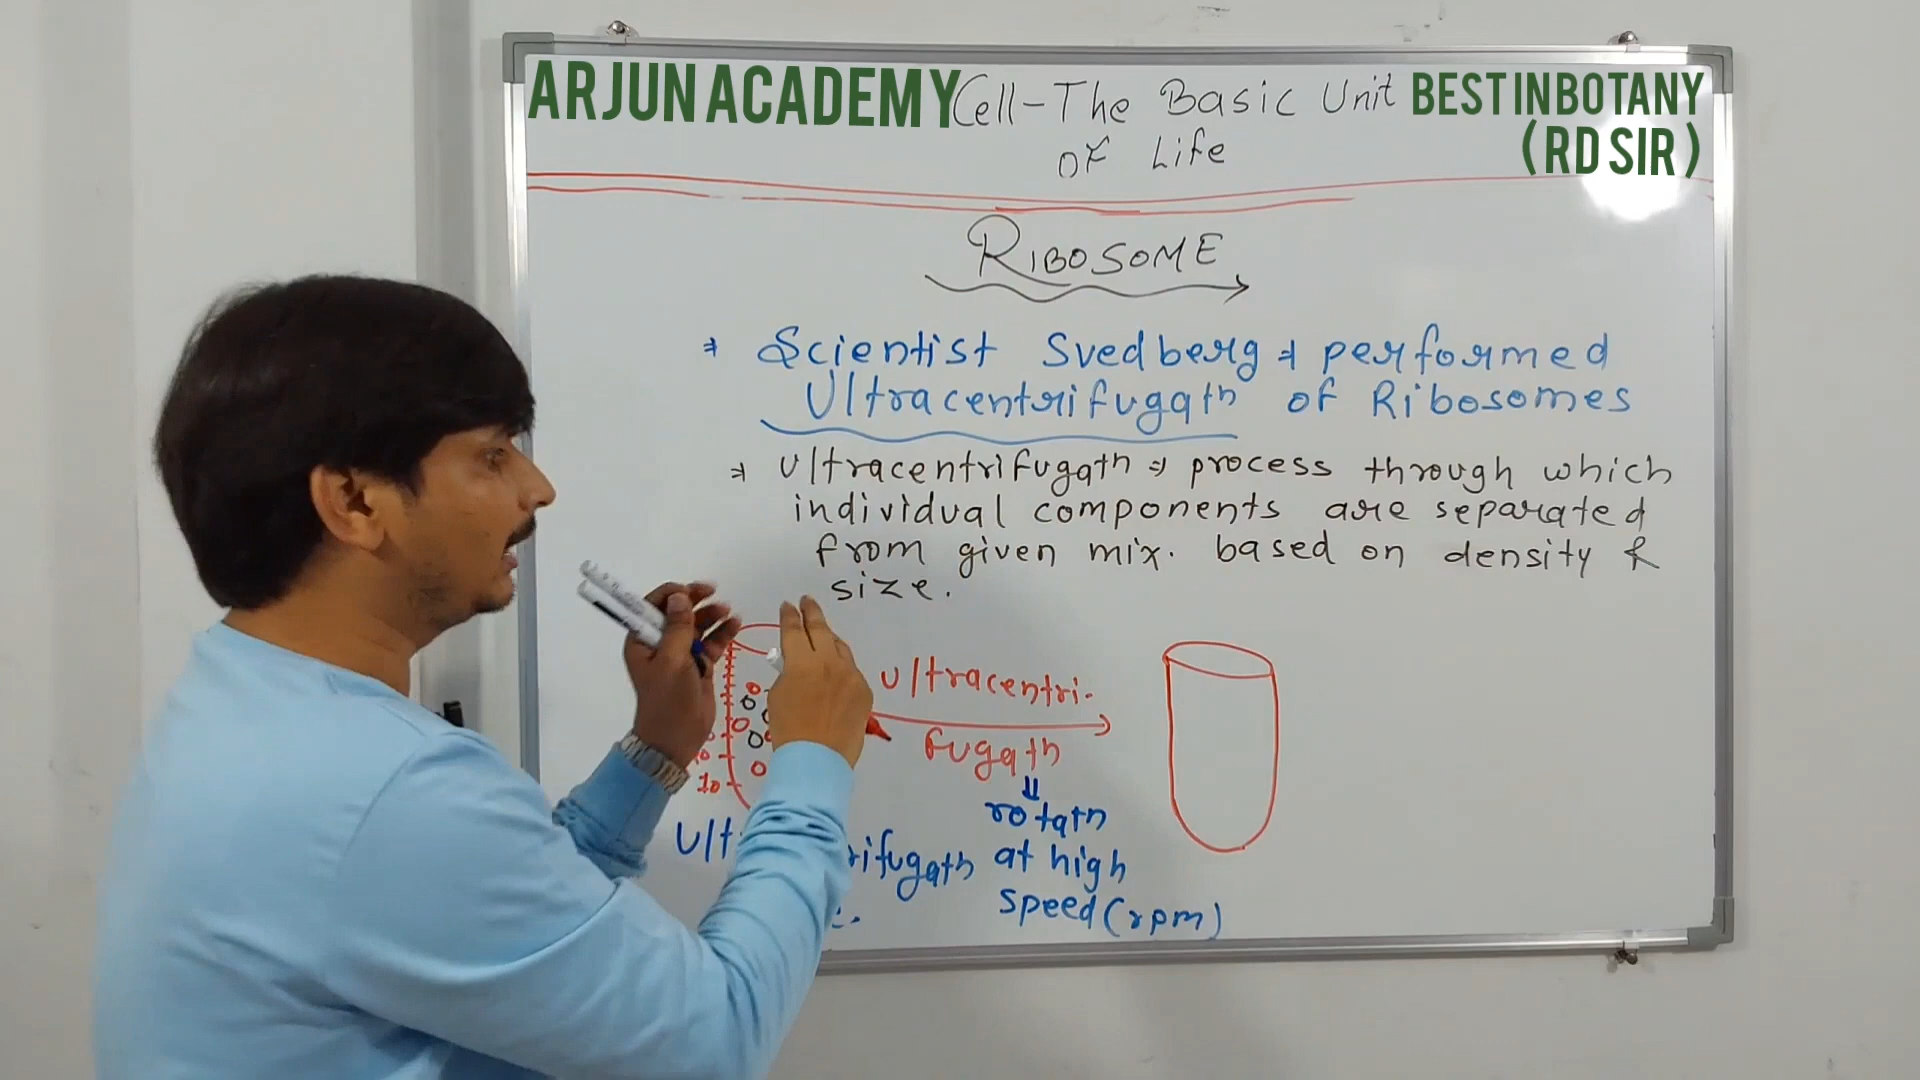 ARJUN ACADEMY
Cell-The Basic Unit
OF Life
BEST IN BOTANY
(RD SIR)
RIBOSOME
Scientist Svedberg → performed
Ultracentrifugatn of Ribosomes
⇒ Ultracentrifugatn ⇒ process through which
individual components are separated
from given mix. based on density &
size.
Ultracentri-
fugatn
10
rotatn
at high
speed (rpm)